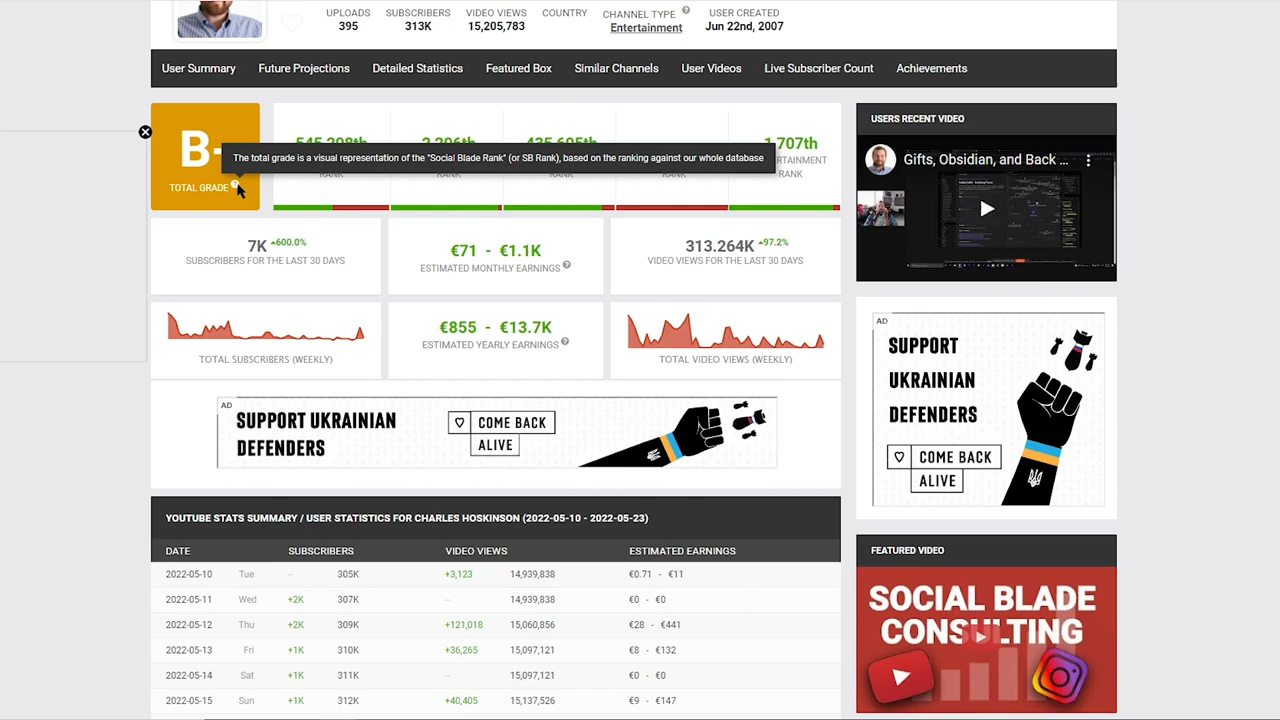 UPLOADS
395
SUBSCRIBERS
313K
VIDEO VIEWS
15,205,783
COUNTRY
CHANNEL TYPE
Entertainment
USER CREATED
Jun 22nd, 2007
User Summary
Future Projections
Detailed Statistics
Featured Box
Similar Channels
User Videos
Live Subscriber Count
Achievements
B-
TOTAL GRADE
The total grade is a visual representation of the "Social Blade Rank" (or SB Rank), based on the ranking against our whole database
RANK
RANK
RANK
1,707th
RANK
7K 600.0%
SUBSCRIBERS FOR THE LAST 30 DAYS
€71 - €1.1K
ESTIMATED MONTHLY EARNINGS
313.264K 97.2%
VIDEO VIEWS FOR THE LAST 30 DAYS
TOTAL SUBSCRIBERS (WEEKLY)
€855 - €13.7K
ESTIMATED YEARLY EARNINGS
TOTAL VIDEO VIEWS (WEEKLY)
AD
SUPPORT UKRAINIAN
DEFENDERS
COME BACK
ALIVE
YOUTUBE STATS SUMMARY / USER STATISTICS FOR CHARLES HOSKINSON (2022-05-10 - 2022-05-23)
DATE SUBSCRIBERS VIDEO VIEWS ESTIMATED EARNINGS
2022-05-10 Tue -- 305K +3,123 14,939,838 €0.71 - €11
2022-05-11 Wed +2K 307K -- 14,939,838 €0 - €0
2022-05-12 Thu +2K 309K +121,018 15,060,856 €28 - €441
2022-05-13 Fri +1K 310K +36,265 15,097,121 €8 - €132
2022-05-14 Sat +1K 311K -- 15,097,121 €0 - €0
2022-05-15 Sun +1K 312K +40,405 15,137,526 €9 - €147
USERS RECENT VIDEO
Gifts, Obsidian, and Back ...
AD
SUPPORT
UKRAINIAN
DEFENDERS
COME BACK
ALIVE
FEATURED VIDEO
SOCIAL BLADE
CONSULTING